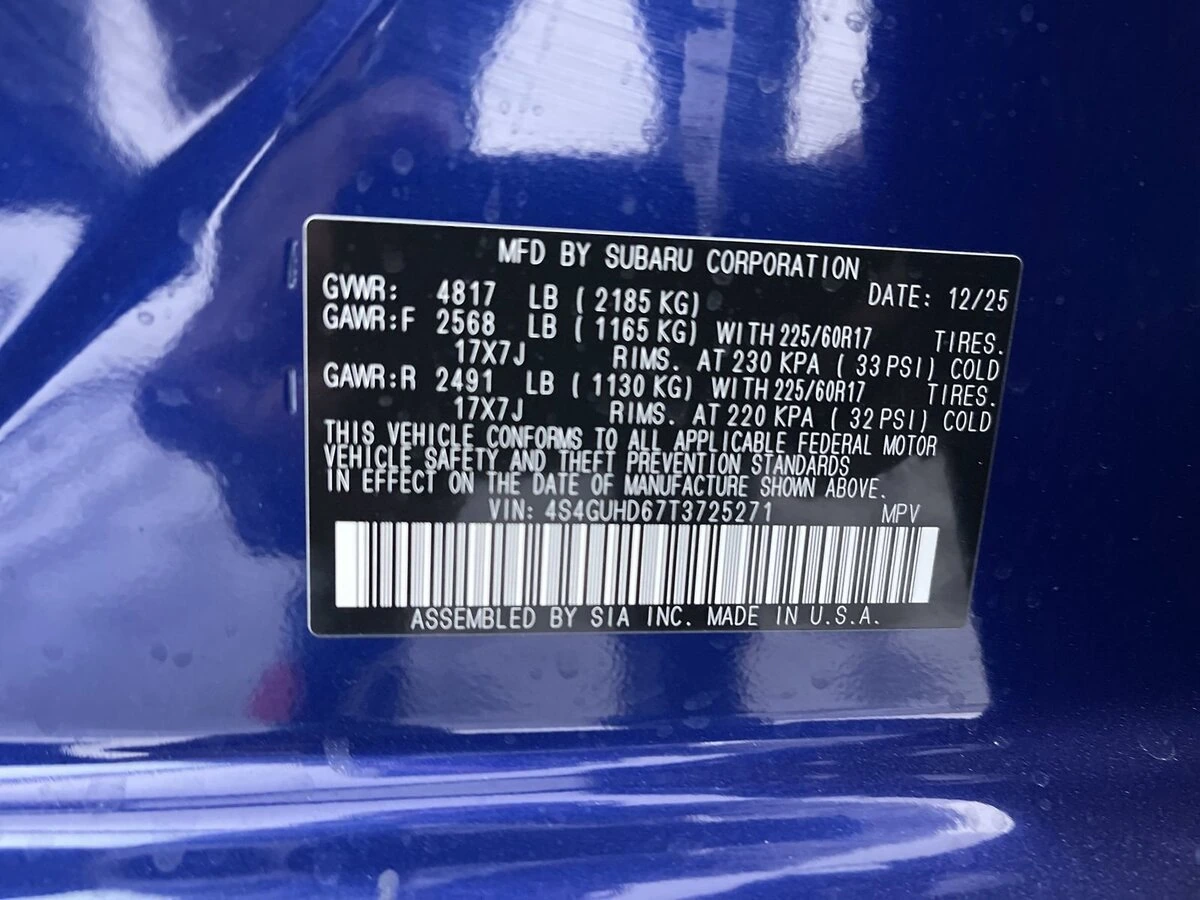 MFD BY SUBARU CORPORATION
GVWR: 4817 LB ( 2185 KG) DATE: 12/25
GAWR:F 2568 LB ( 1165 KG) WITH 225/60R17 TIRES.
17X7J RIMS. AT 230 KPA ( 33 PSI) COLD
GAWR:R 2491 LB ( 1130 KG) WITH 225/60R17 TIRES.
17X7J RIMS. AT 220 KPA ( 32 PSI) COLD
THIS VEHICLE CONFORMS TO ALL APPLICABLE FEDERAL MOTOR
VEHICLE SAFETY AND THEFT PREVENTION STANDARDS
IN EFFECT ON THE DATE OF MANUFACTURE SHOWN ABOVE.
VIN: 4S4GUHD67T3725271 MPV
ASSEMBLED BY SIA INC. MADE IN U.S.A.